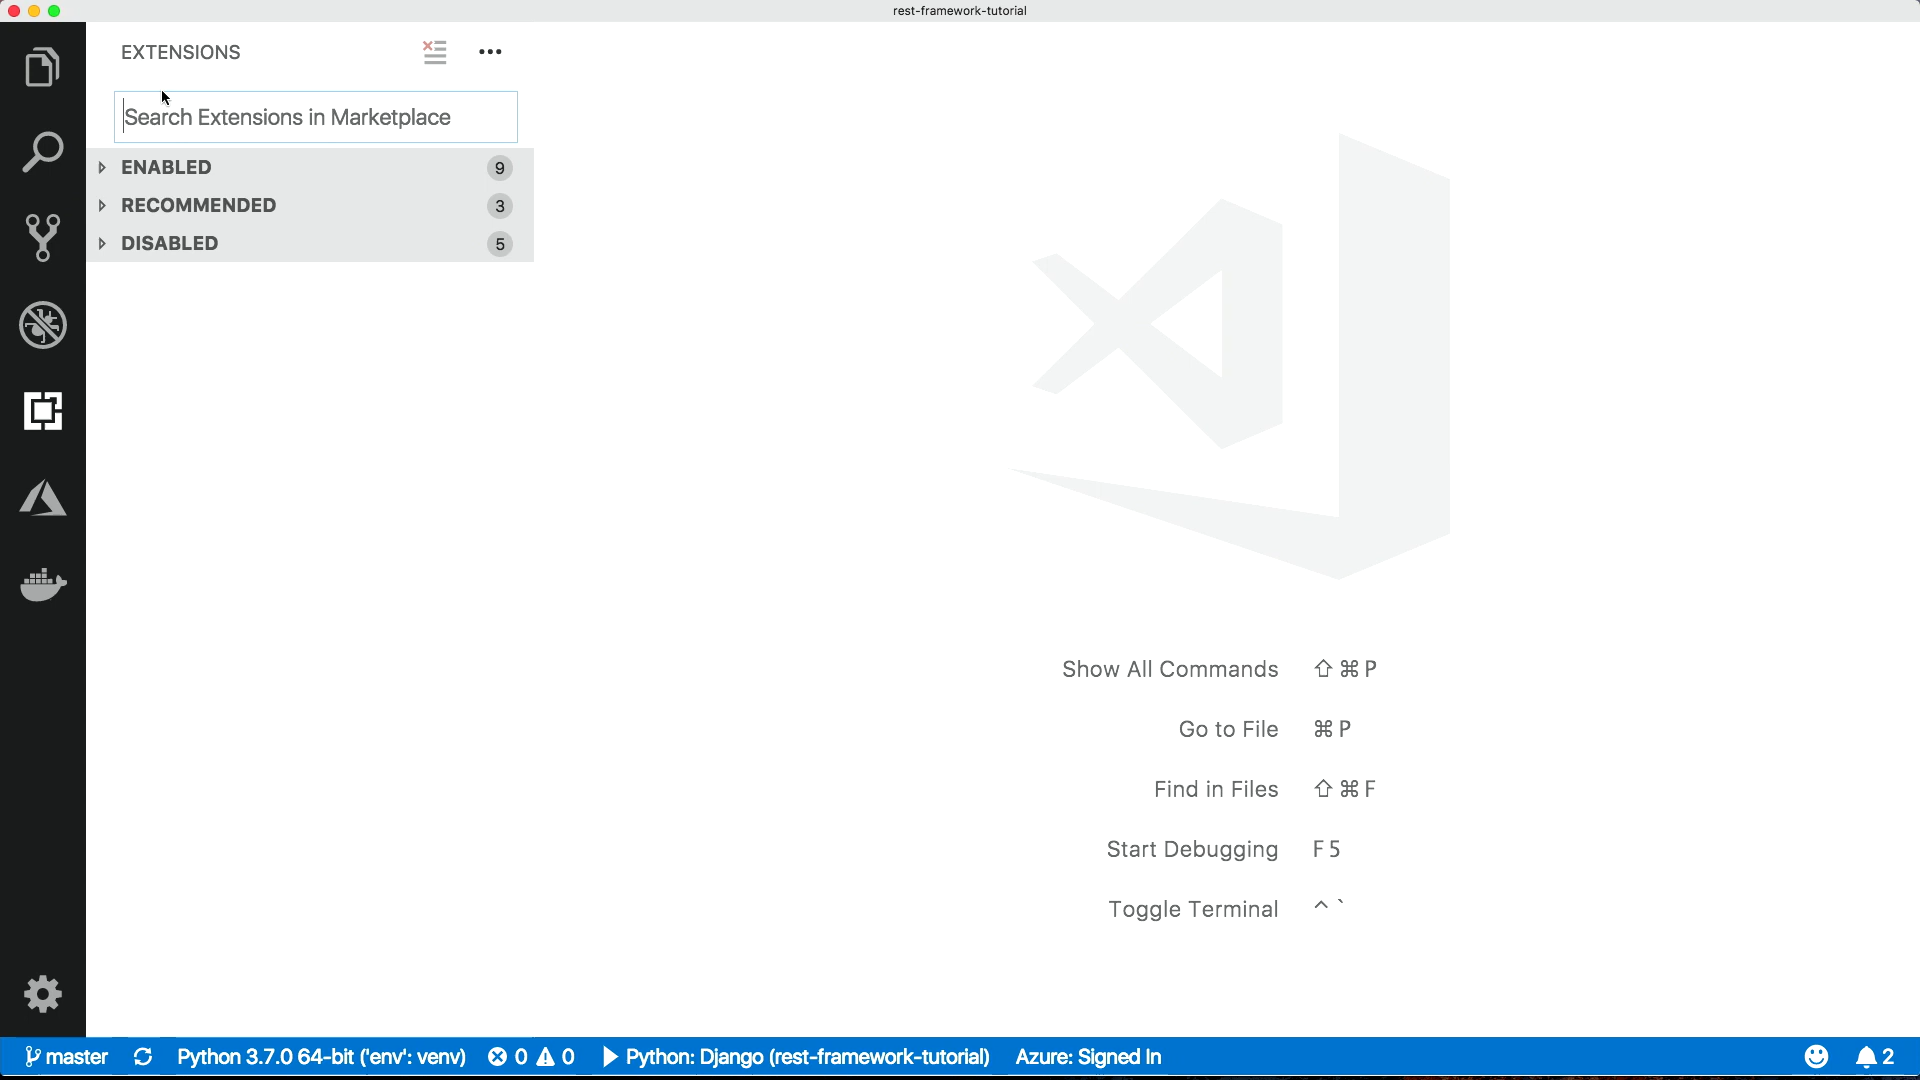 rest-framework-tutorial
EXTENSIONS
Search Extensions in Marketplace
ENABLED 9
RECOMMENDED 3
DISABLED 5
Show All Commands ⇧ ⌘ P
Go to File ⌘ P
Find in Files ⇧ ⌘ F
Start Debugging F5
Toggle Terminal ^ `
master Python 3.7.0 64-bit ('env': venv) 0 0 Python: Django (rest-framework-tutorial) Azure: Signed In 2